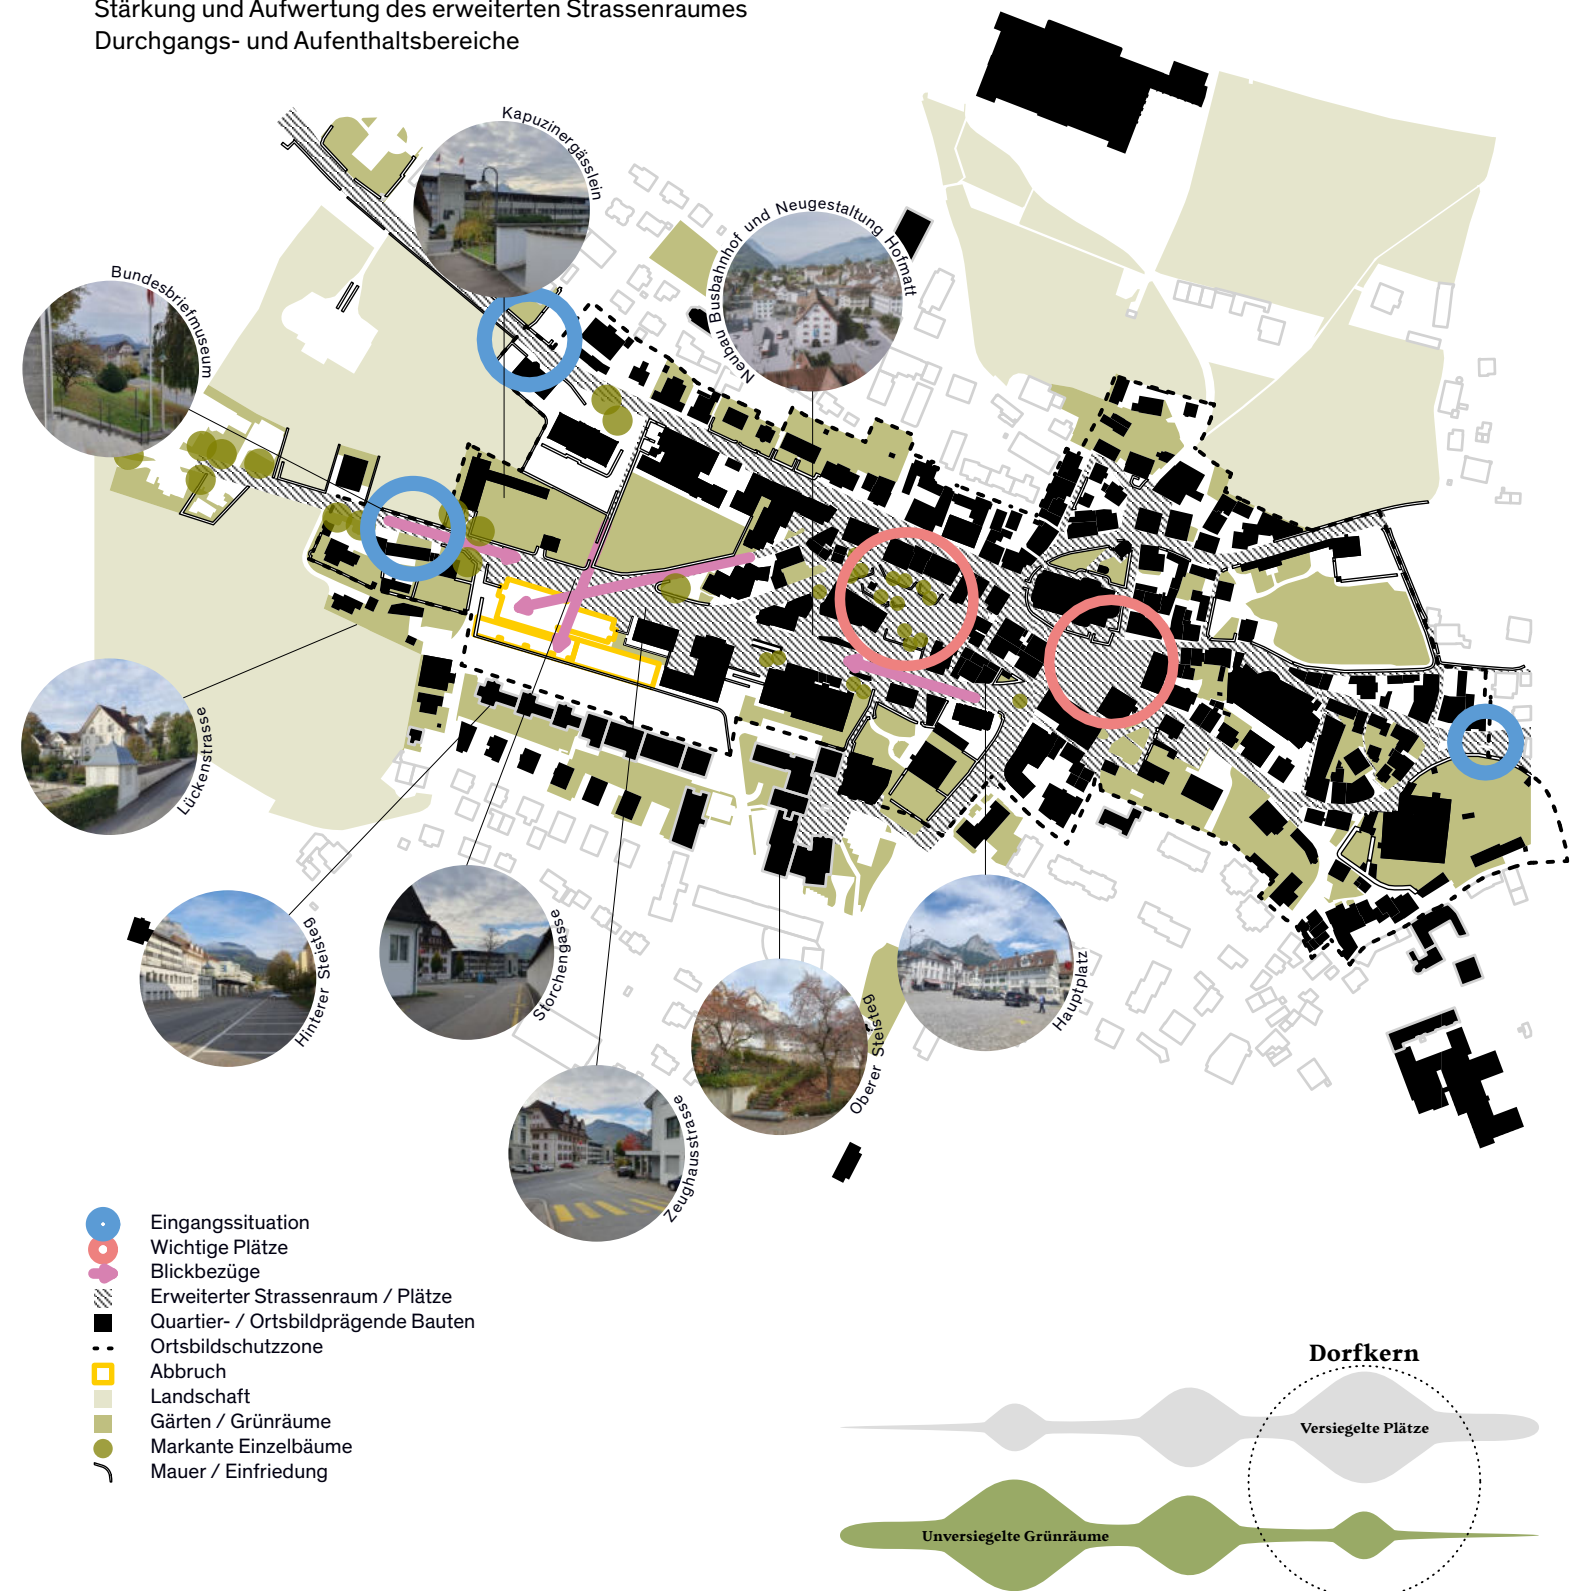 Stärkung und Aufwertung des erweiterten Strassenraumes
Durchgangs- und Aufenthaltsbereiche
Kapuzinergässlein
Neubau Busbahnhof und Neugestaltung Hofmatt
Bundesbriefmuseum
Lückenstrasse
Hinterer Steisteg
Storchengasse
Zeughausstrasse
Oberer Steisteg
Hauptplatz
Eingangssituation
Wichtige Plätze
Blickbezüge
Erweiterter Strassenraum / Plätze
Quartier- / Ortsbildprägende Bauten
Ortsbildschutzzone
Abbruch
Landschaft
Gärten / Grünräume
Markante Einzelbäume
Mauer / Einfriedung
Dorfkern
Versiegelte Plätze
Unversiegelte Grünräume